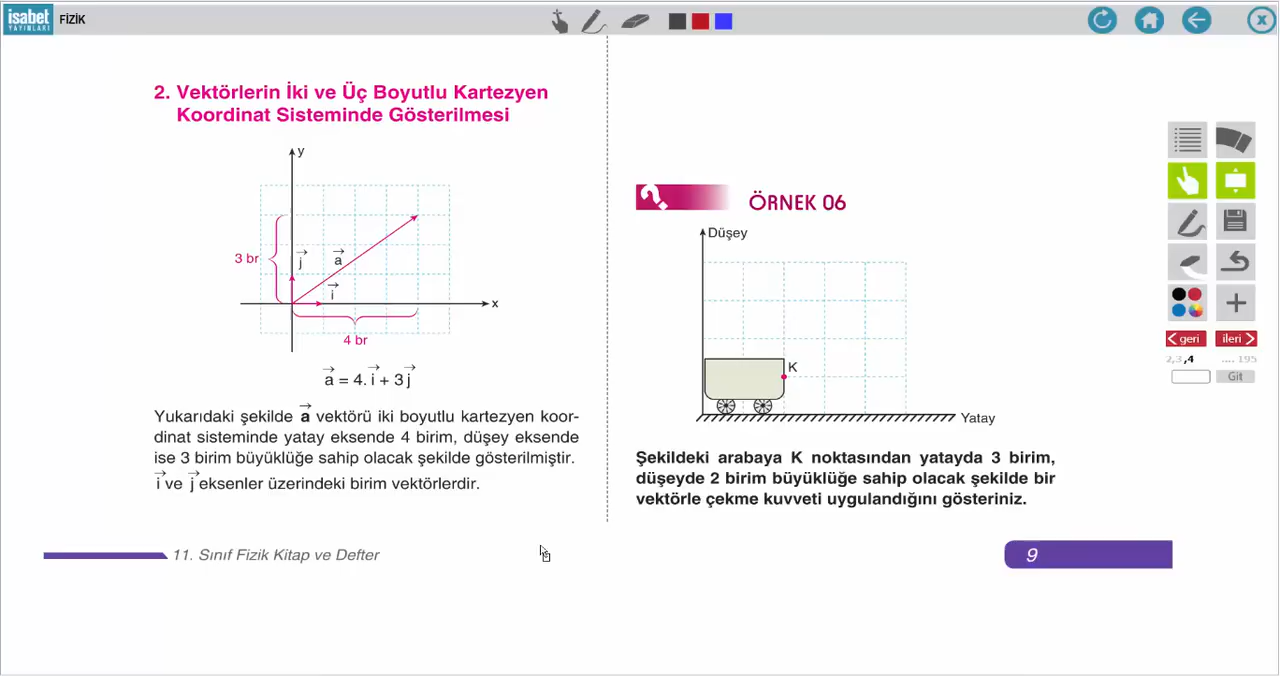 isabet
YAYINLARI
FİZİK
2. Vektörlerin İki ve Üç Boyutlu Kartezyen
Koordinat Sisteminde Gösterilmesi
y
3 br
j
a
i
x
4 br
a = 4. i + 3 j
Yukarıdaki şekilde a vektörü iki boyutlu kartezyen koor-
dinat sisteminde yatay eksende 4 birim, düşey eksende
ise 3 birim büyüklüğe sahip olacak şekilde gösterilmiştir.
i ve j eksenler üzerindeki birim vektörlerdir.
11. Sınıf Fizik Kitap ve Defter
ÖRNEK 06
Düşey
K
Yatay
Şekildeki arabaya K noktasından yatayda 3 birim,
düşeyde 2 birim büyüklüğe sahip olacak şekilde bir
vektörle çekme kuvveti uygulandığını gösteriniz.
9
geri
ileri
2,3,4
.... 195
Git